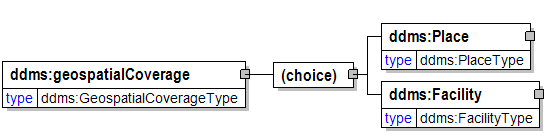 ddms:Place
type ddms:PlaceType
ddms:geospatialCoverage
(choice)
type ddms:GeospatialCoverageType
ddms:Facility
type ddms:FacilityType